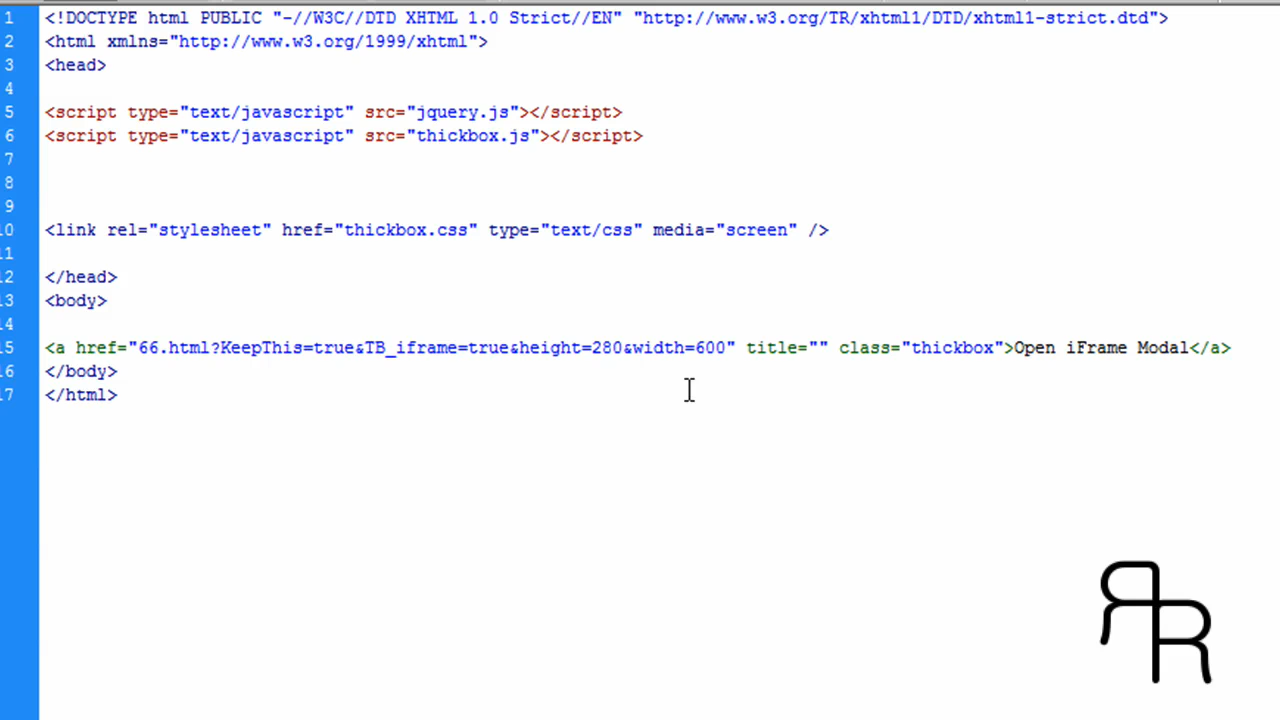 1 <!DOCTYPE html PUBLIC "-//W3C//DTD XHTML 1.0 Strict//EN" "http://www.w3.org/TR/xhtml1/DTD/xhtml1-strict.dtd">
2 <html xmlns="http://www.w3.org/1999/xhtml">
3 <head>
4
5 <script type="text/javascript" src="jquery.js"></script>
6 <script type="text/javascript" src="thickbox.js"></script>
7
8
9
10 <link rel="stylesheet" href="thickbox.css" type="text/css" media="screen" />
11
12 </head>
13 <body>
14
15 <a href="66.html?KeepThis=true&TB_iframe=true&height=280&width=600" title="" class="thickbox">Open iFrame Modal</a>
16 </body>
17 </html>
RR